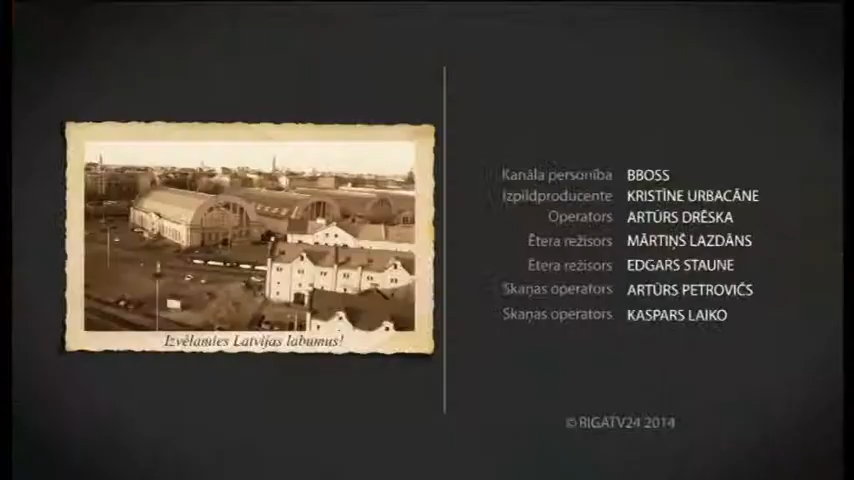 Izvēlamies Latvijas labumus!
Kanāla personība BBOSS
Izpildproducente KRISTĪNE URBACĀNE
Operators ARTŪRS DRĒSKA
Ētera režisors MĀRTIŅŠ LAZDĀNS
Ētera režisors EDGARS STAUNE
Skaņas operators ARTŪRS PETROVIČS
Skaņas operators KASPARS LAIKO
© RIGATV24 2014